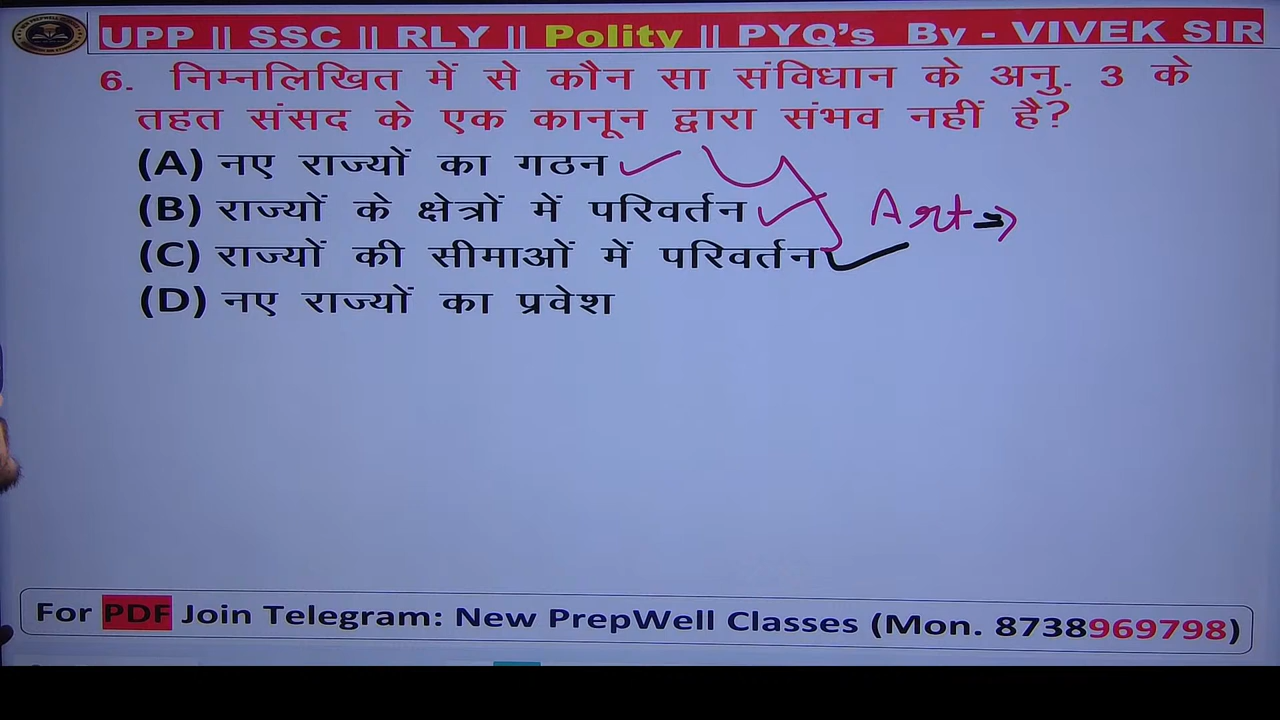 UPP || SSC || RLY || Polity || PYQ's By - VIVEK SIR
6. निम्नलिखित में से कौन सा संविधान के अनु. 3 के
तहत संसद के एक कानून द्वारा संभव नहीं है?
(A) नए राज्यों का गठन
(B) राज्यों के क्षेत्रों में परिवर्तन
Art
(C) राज्यों की सीमाओं में परिवर्तन
(D) नए राज्यों का प्रवेश
For PDF Join Telegram: New PrepWell Classes (Mon. 8738969798)